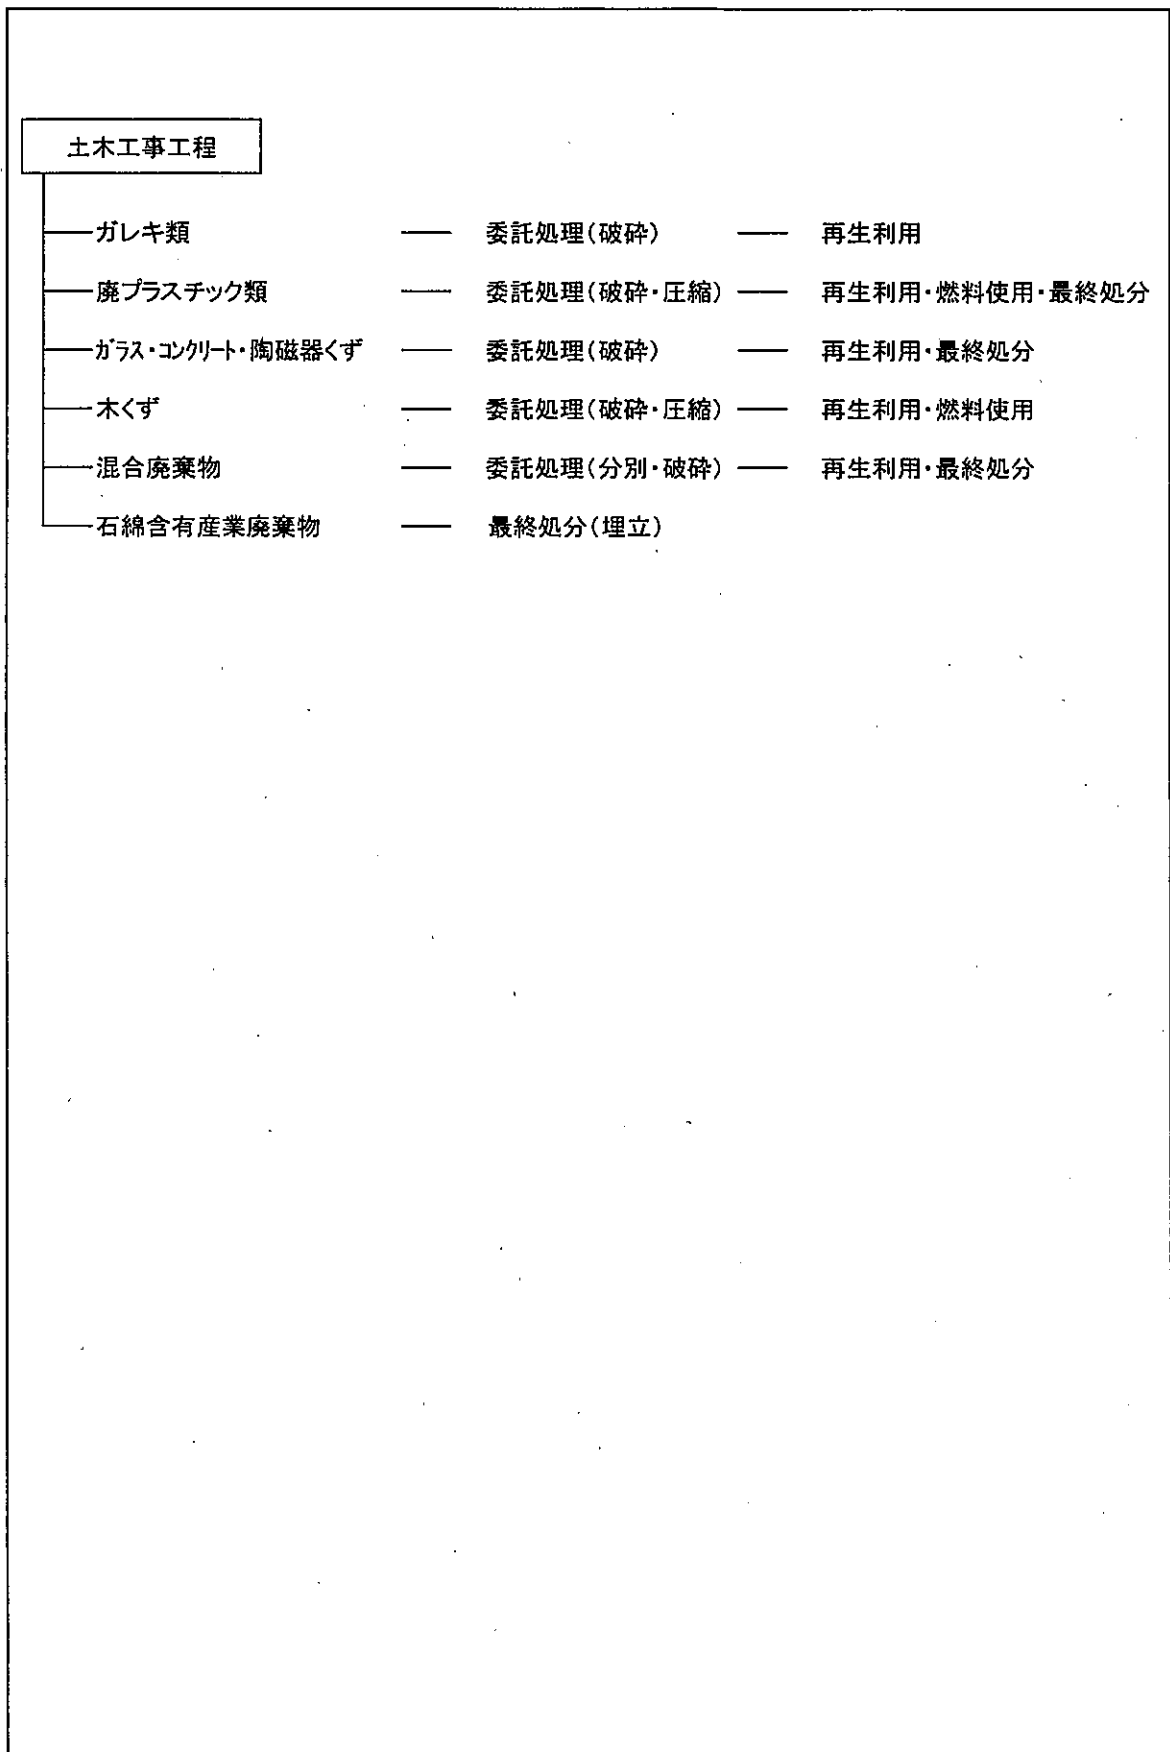 土木工事工程
ガレキ類 委託処理(破砕) 再生利用
廃プラスチック類 委託処理(破砕・圧縮) 再生利用・燃料使用・最終処分
ガラス・コンクリート・陶磁器くず 委託処理(破砕) 再生利用・最終処分
木くず 委託処理(破砕・圧縮) 再生利用・燃料使用
混合廃棄物 委託処理(分別・破砕) 再生利用・最終処分
石綿含有産業廃棄物 最終処分(埋立)